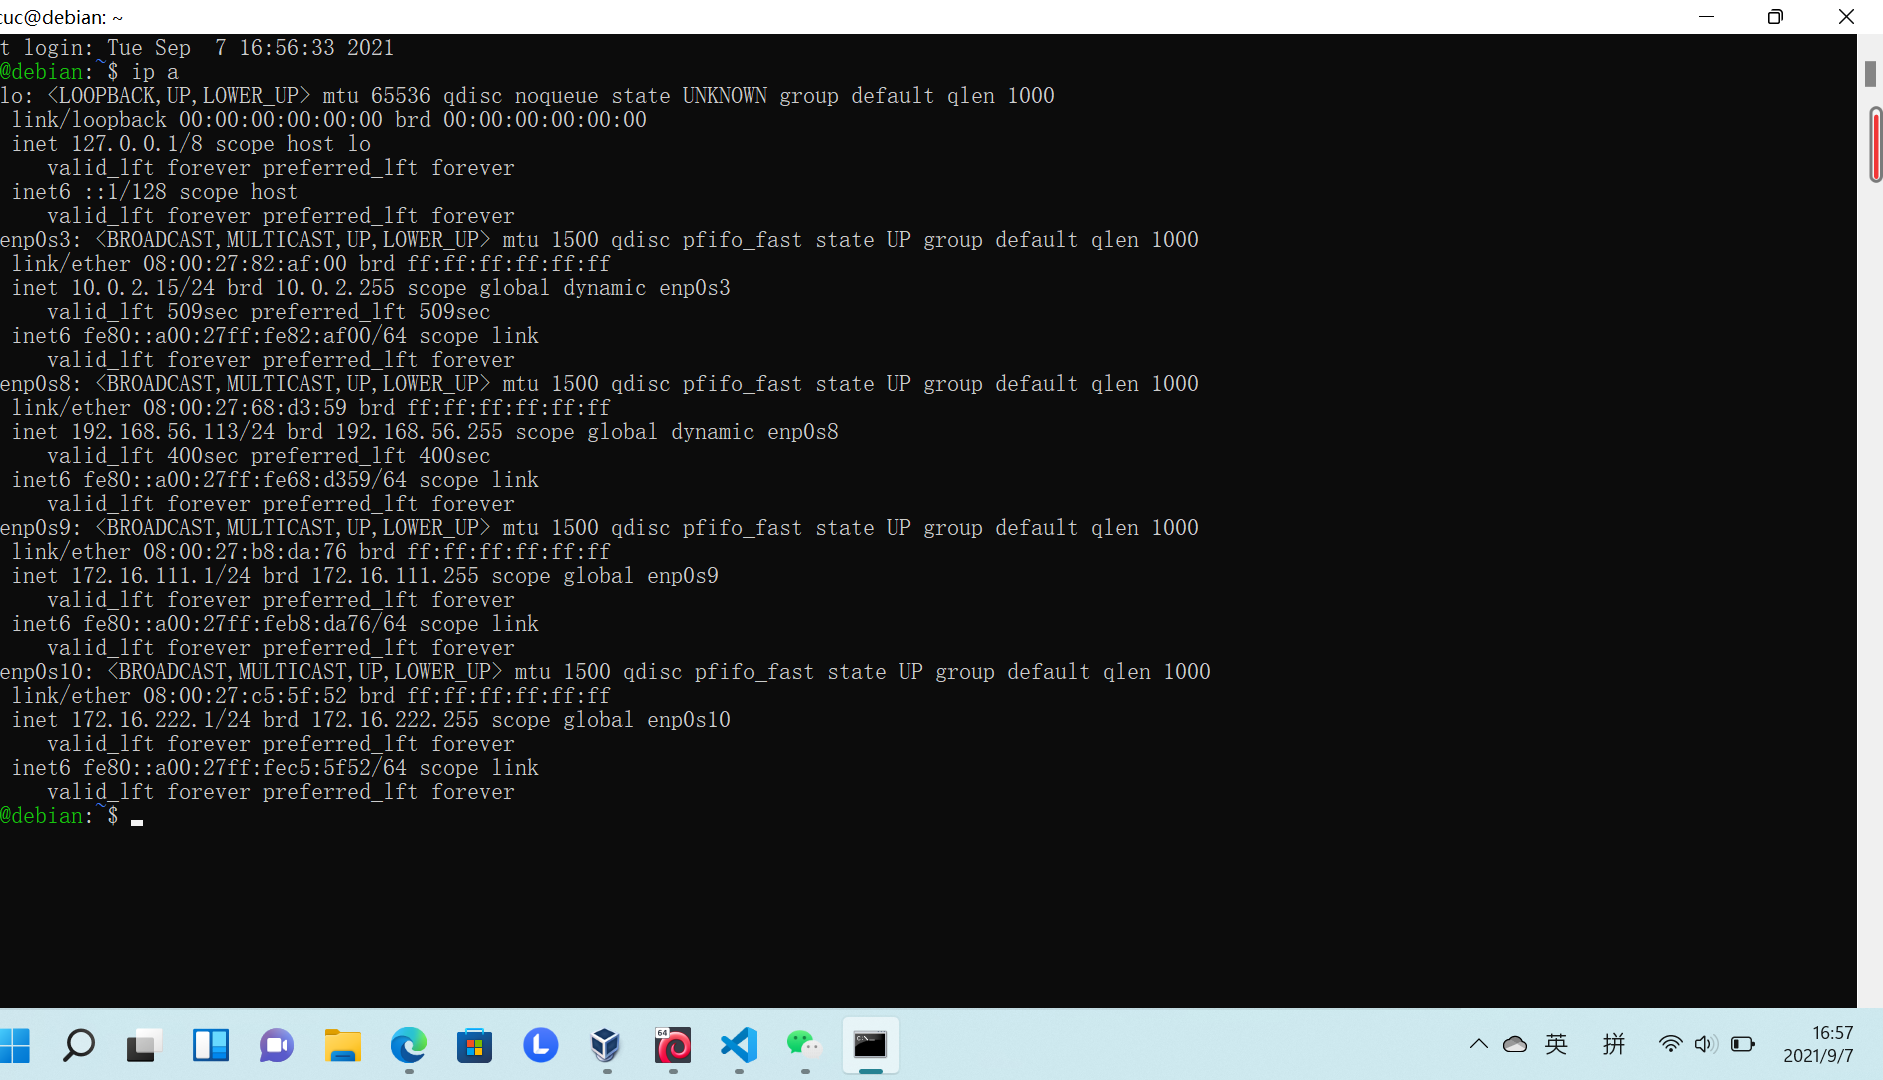 cuc@debian: ~
t login: Tue Sep  7 16:56:33 2021
@debian:~$ ip a
lo: <LOOPBACK,UP,LOWER_UP> mtu 65536 qdisc noqueue state UNKNOWN group default qlen 1000
link/loopback 00:00:00:00:00:00 brd 00:00:00:00:00:00
inet 127.0.0.1/8 scope host lo
valid_lft forever preferred_lft forever
inet6 ::1/128 scope host
valid_lft forever preferred_lft forever
enp0s3: <BROADCAST,MULTICAST,UP,LOWER_UP> mtu 1500 qdisc pfifo_fast state UP group default qlen 1000
link/ether 08:00:27:82:af:00 brd ff:ff:ff:ff:ff:ff
inet 10.0.2.15/24 brd 10.0.2.255 scope global dynamic enp0s3
valid_lft 509sec preferred_lft 509sec
inet6 fe80::a00:27ff:fe82:af00/64 scope link
valid_lft forever preferred_lft forever
enp0s8: <BROADCAST,MULTICAST,UP,LOWER_UP> mtu 1500 qdisc pfifo_fast state UP group default qlen 1000
link/ether 08:00:27:68:d3:59 brd ff:ff:ff:ff:ff:ff
inet 192.168.56.113/24 brd 192.168.56.255 scope global dynamic enp0s8
valid_lft 400sec preferred_lft 400sec
inet6 fe80::a00:27ff:fe68:d359/64 scope link
valid_lft forever preferred_lft forever
enp0s9: <BROADCAST,MULTICAST,UP,LOWER_UP> mtu 1500 qdisc pfifo_fast state UP group default qlen 1000
link/ether 08:00:27:b8:da:76 brd ff:ff:ff:ff:ff:ff
inet 172.16.111.1/24 brd 172.16.111.255 scope global enp0s9
valid_lft forever preferred_lft forever
inet6 fe80::a00:27ff:feb8:da76/64 scope link
valid_lft forever preferred_lft forever
enp0s10: <BROADCAST,MULTICAST,UP,LOWER_UP> mtu 1500 qdisc pfifo_fast state UP group default qlen 1000
link/ether 08:00:27:c5:5f:52 brd ff:ff:ff:ff:ff:ff
inet 172.16.222.1/24 brd 172.16.222.255 scope global enp0s10
valid_lft forever preferred_lft forever
inet6 fe80::a00:27ff:fec5:5f52/64 scope link
valid_lft forever preferred_lft forever
@debian:~$
64
英 拼
16:57
2021/9/7